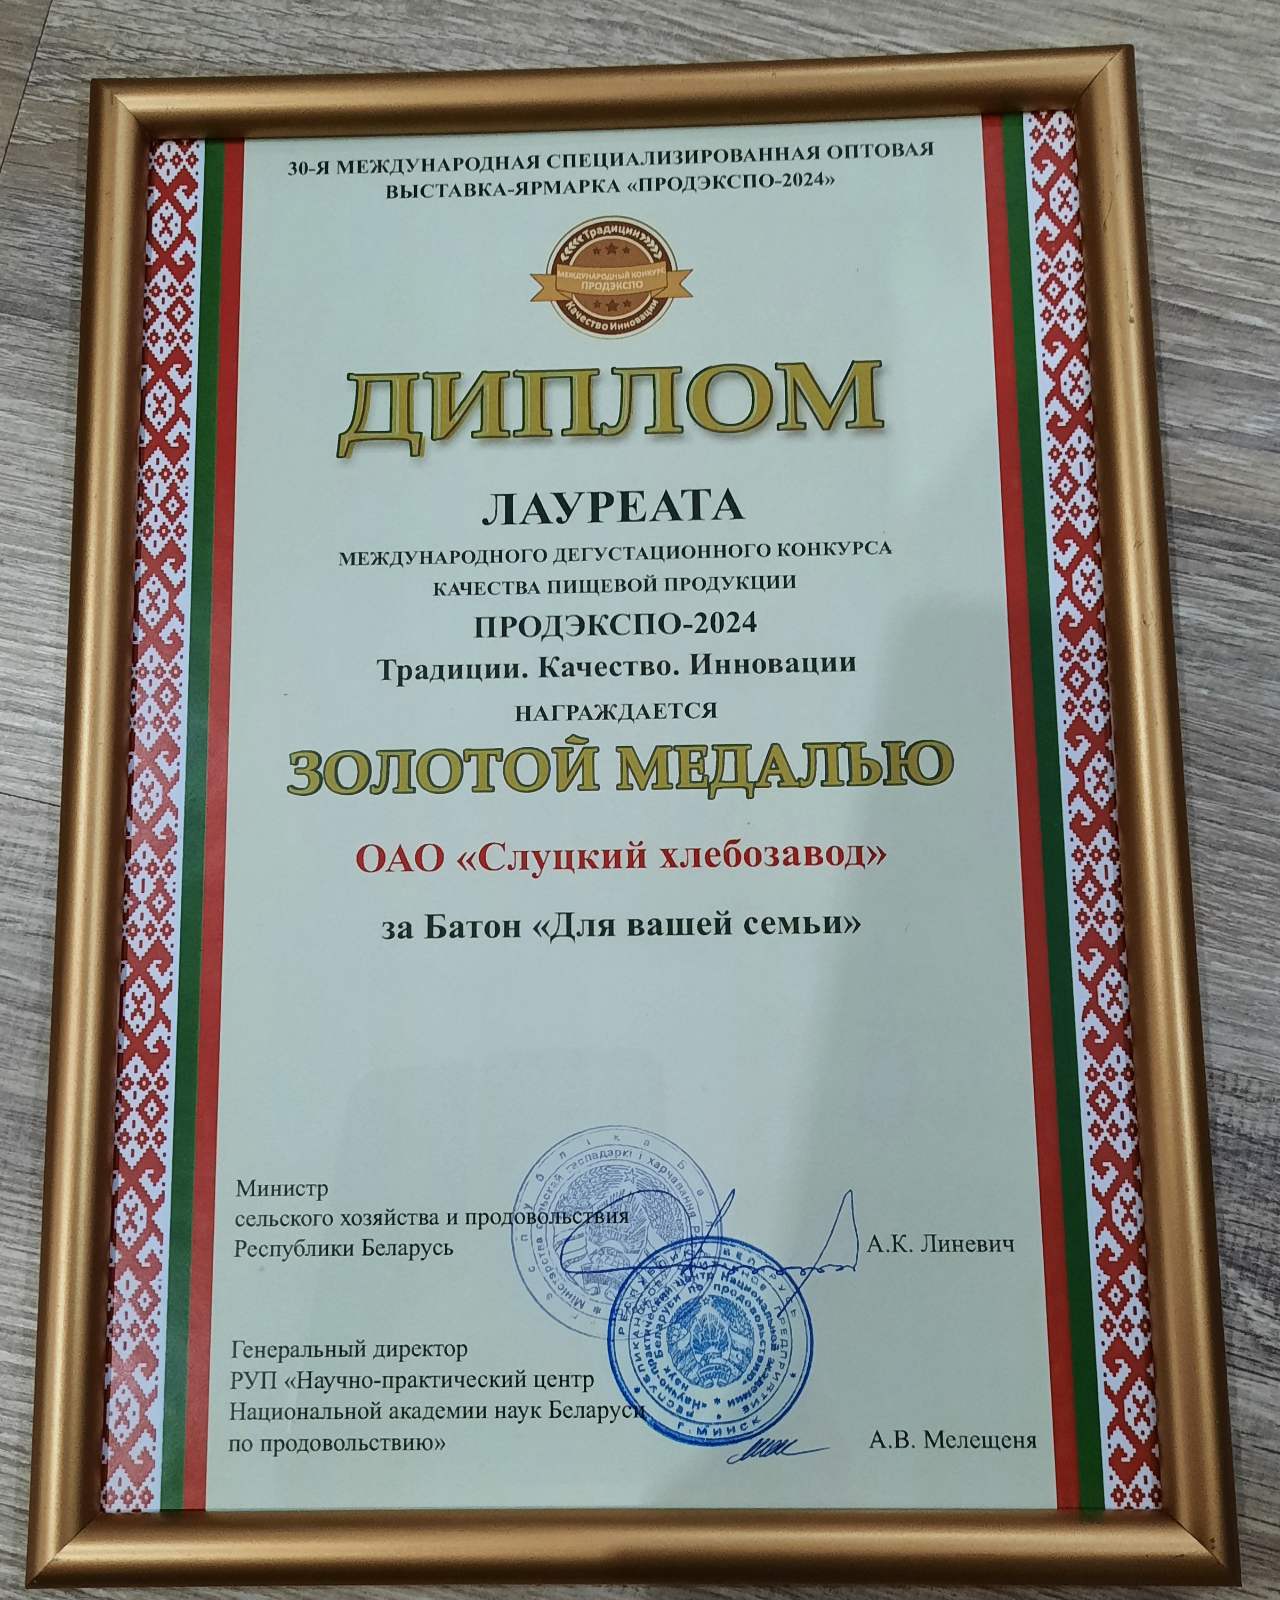 30-Я МЕЖДУНАРОДНАЯ СПЕЦИАЛИЗИРОВАННАЯ ОПТОВАЯ
ВЫСТАВКА-ЯРМАРКА «ПРОДЭКСПО-2024»
Традиции
МЕЖДУНАРОДНЫЙ КОНКУРС
ПРОДЭКСПО
Качество Инновации
ДИПЛОМ
ЛАУРЕАТА
МЕЖДУНАРОДНОГО ДЕГУСТАЦИОННОГО КОНКУРСА
КАЧЕСТВА ПИЩЕВОЙ ПРОДУКЦИИ
ПРОДЭКСПО-2024
Традиции. Качество. Инновации
НАГРАЖДАЕТСЯ
ЗОЛОТОЙ МЕДАЛЬЮ
ОАО «Слуцкий хлебозавод»
за Батон «Для вашей семьи»
Министр
сельского хозяйства и продовольствия
Республики Беларусь
А.К. Линевич
Генеральный директор
РУП «Научно-практический центр
Национальной академии наук Беларуси
по продовольствию»
А.В. Мелещеня
Г. МИНСК